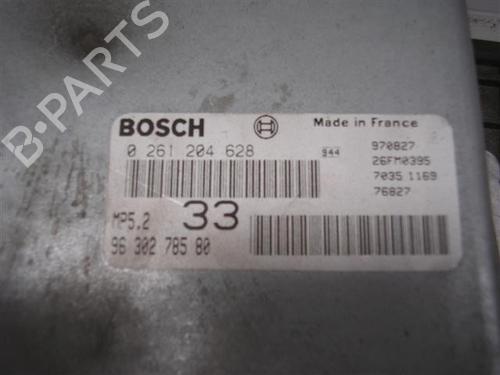 B-PARTS
BOSCH Made in France
0 261 204 628 944 970827
26FM0395
7035 1169
76827
MP5.2 33
96 302 785 80